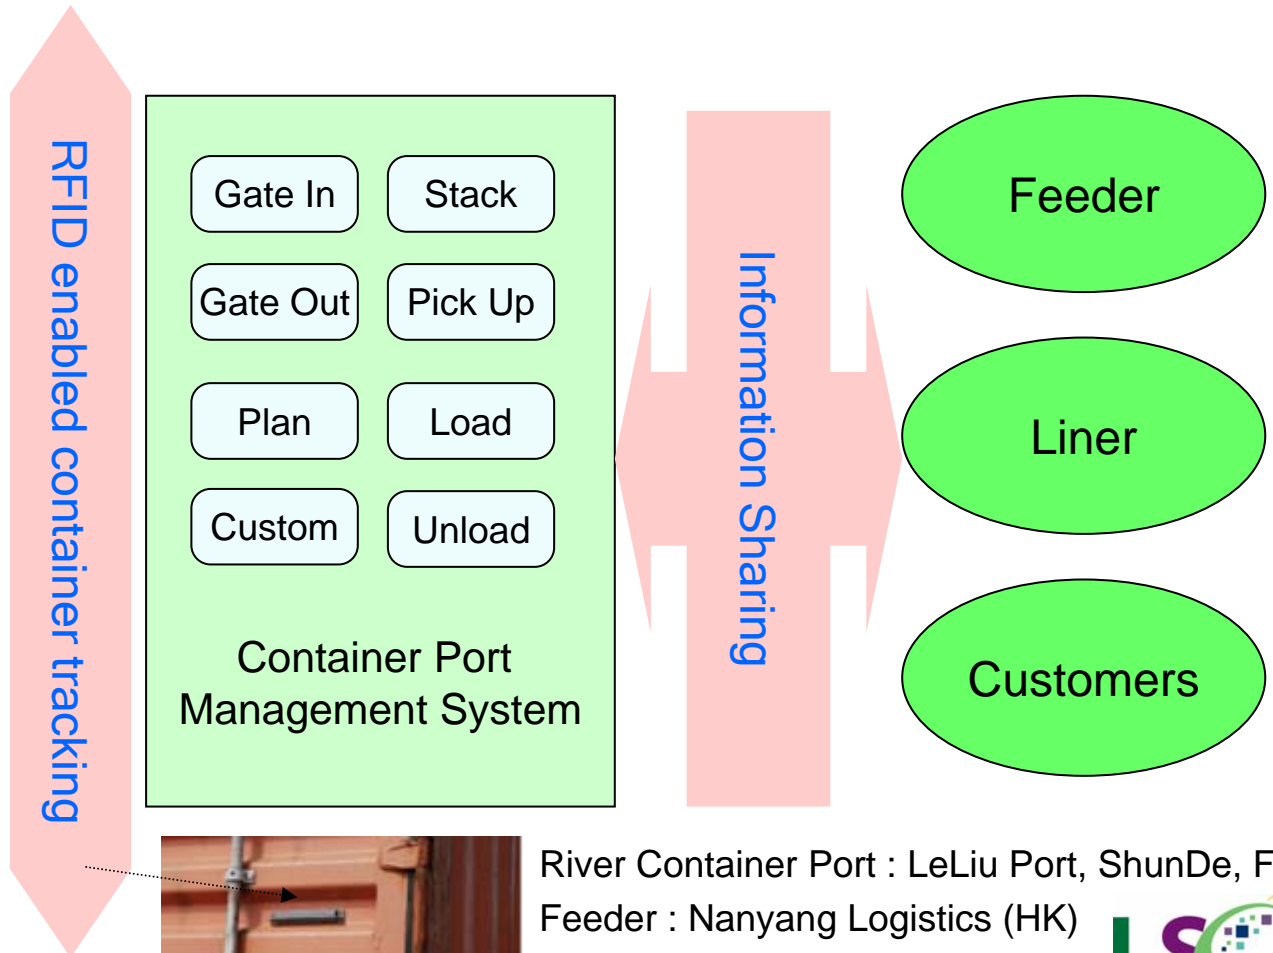 RFID enabled container tracking
Gate In
Stack
Gate Out
Pick Up
Plan
Load
Custom
Unload
Container Port
Management System
Information Sharing
Feeder
Liner
Customers
River Container Port : LeLiu Port, ShunDe, F
Feeder : Nanyang Logistics (HK)